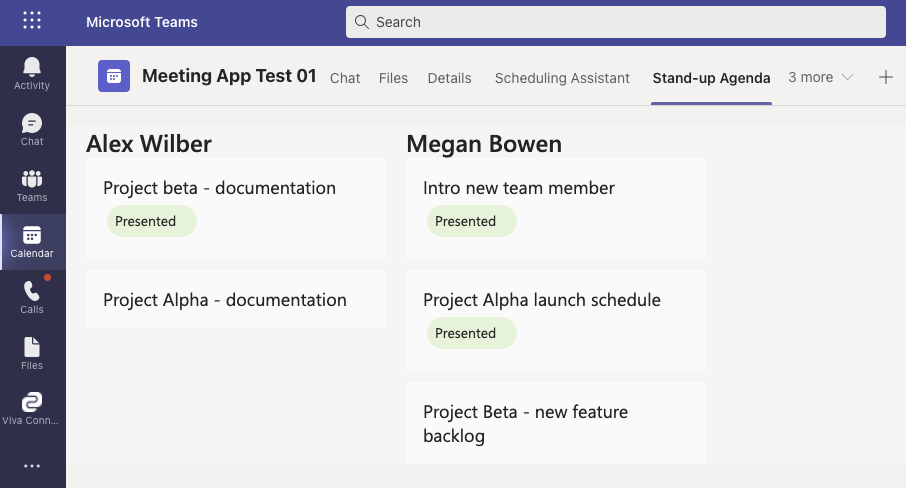 Microsoft Teams
Search
Activity
Chat
Teams
Calendar
Calls
Files
Viva Conn...
Meeting App Test 01
Chat
Files
Details
Scheduling Assistant
Stand-up Agenda
3 more
Alex Wilber
Project beta - documentation
Presented
Project Alpha - documentation
Megan Bowen
Intro new team member
Presented
Project Alpha launch schedule
Presented
Project Beta - new feature
backlog